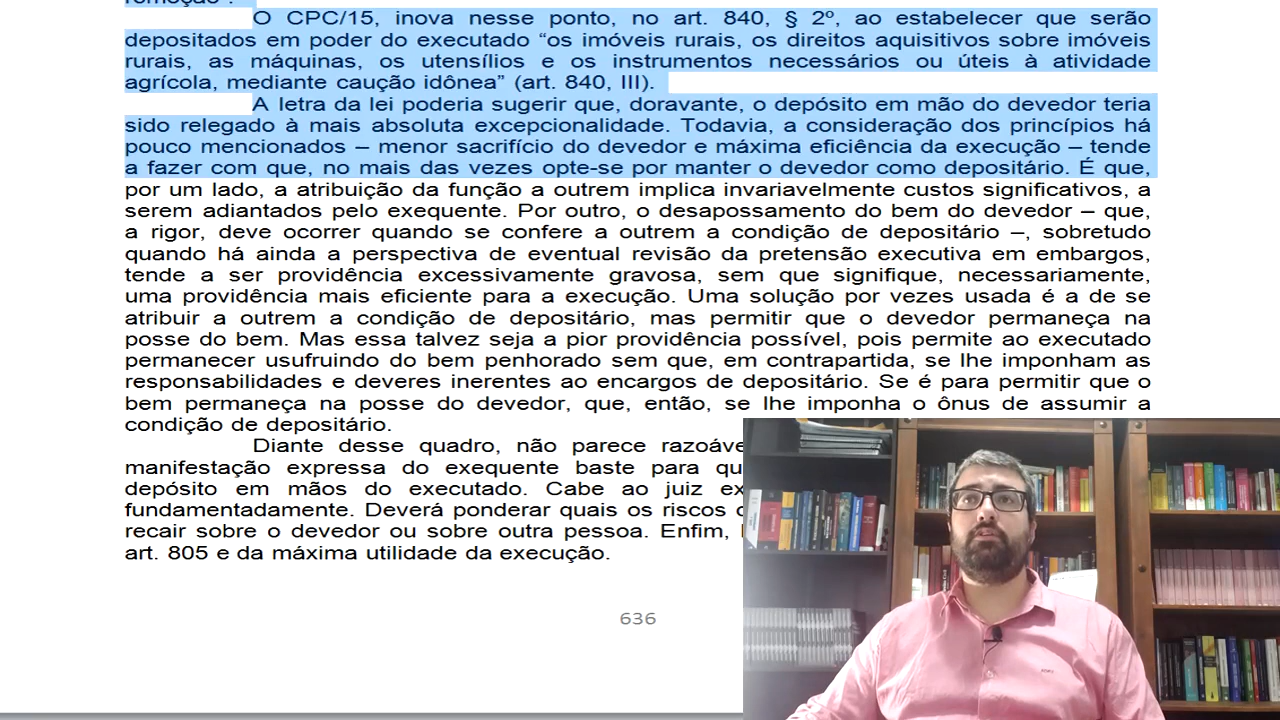 remoção".
O CPC/15, inova nesse ponto, no art. 840, § 2º, ao estabelecer que serão
depositados em poder do executado “os imóveis rurais, os direitos aquisitivos sobre imóveis
rurais, as máquinas, os utensílios e os instrumentos necessários ou úteis à atividade
agrícola, mediante caução idônea” (art. 840, III).
A letra da lei poderia sugerir que, doravante, o depósito em mão do devedor teria
sido relegado à mais absoluta excepcionalidade. Todavia, a consideração dos princípios há
pouco mencionados – menor sacrifício do devedor e máxima eficiência da execução – tende
a fazer com que, no mais das vezes opte-se por manter o devedor como depositário. É que,
por um lado, a atribuição da função a outrem implica invariavelmente custos significativos, a
serem adiantados pelo exequente. Por outro, o desapossamento do bem do devedor – que,
a rigor, deve ocorrer quando se confere a outrem a condição de depositário –, sobretudo
quando há ainda a perspectiva de eventual revisão da pretensão executiva em embargos,
tende a ser providência excessivamente gravosa, sem que signifique, necessariamente,
uma providência mais eficiente para a execução. Uma solução por vezes usada é a de se
atribuir a outrem a condição de depositário, mas permitir que o devedor permaneça na
posse do bem. Mas essa talvez seja a pior providência possível, pois permite ao executado
permanecer usufruindo do bem penhorado sem que, em contrapartida, se lhe imponham as
responsabilidades e deveres inerentes ao encargos de depositário. Se é para permitir que o
bem permaneça na posse do devedor, que, então, se lhe imponha o ônus de assumir a
condição de depositário.
Diante desse quadro, não parece razoáve
manifestação expressa do exequente baste para qu
depósito em mãos do executado. Cabe ao juiz ex
fundamentadamente. Deverá ponderar quais os riscos
recair sobre o devedor ou sobre outra pessoa. Enfim,
art. 805 e da máxima utilidade da execução.
636